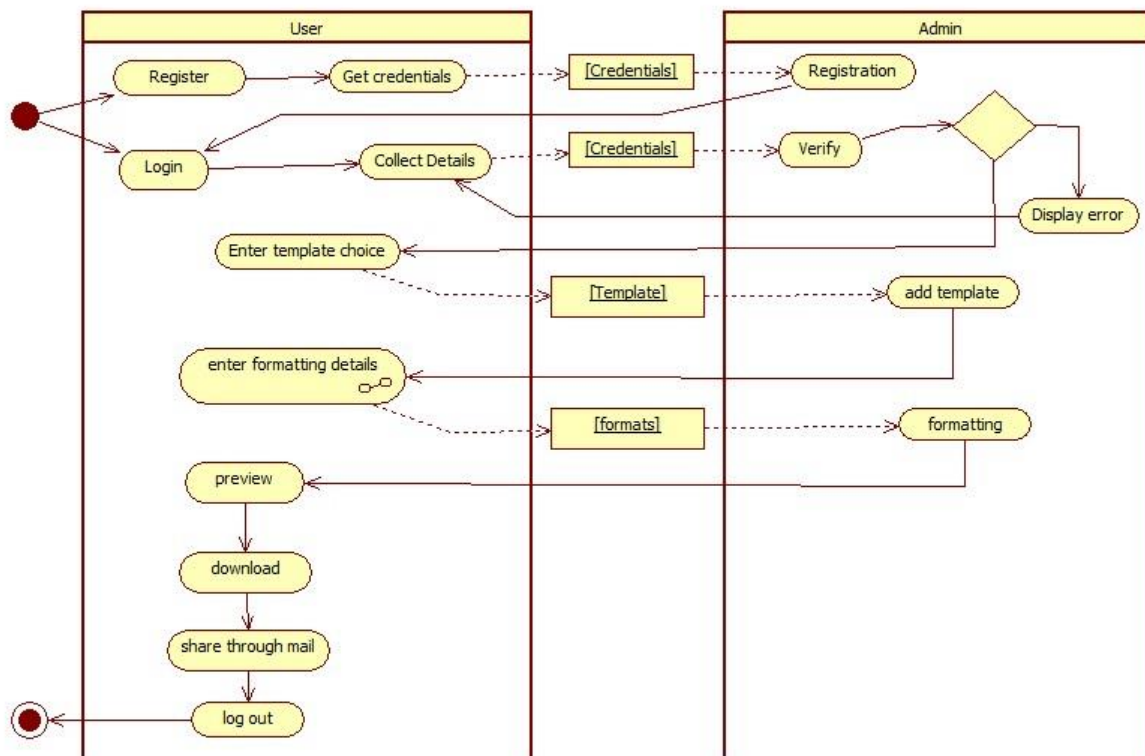 User
Admin
Register
Get credentials
[Credentials]
Registration
Login
Collect Details
[Credentials]
Verify
Display error
Enter template choice
[Template]
add template
enter formatting details
[formats]
formatting
preview
download
share through mail
log out